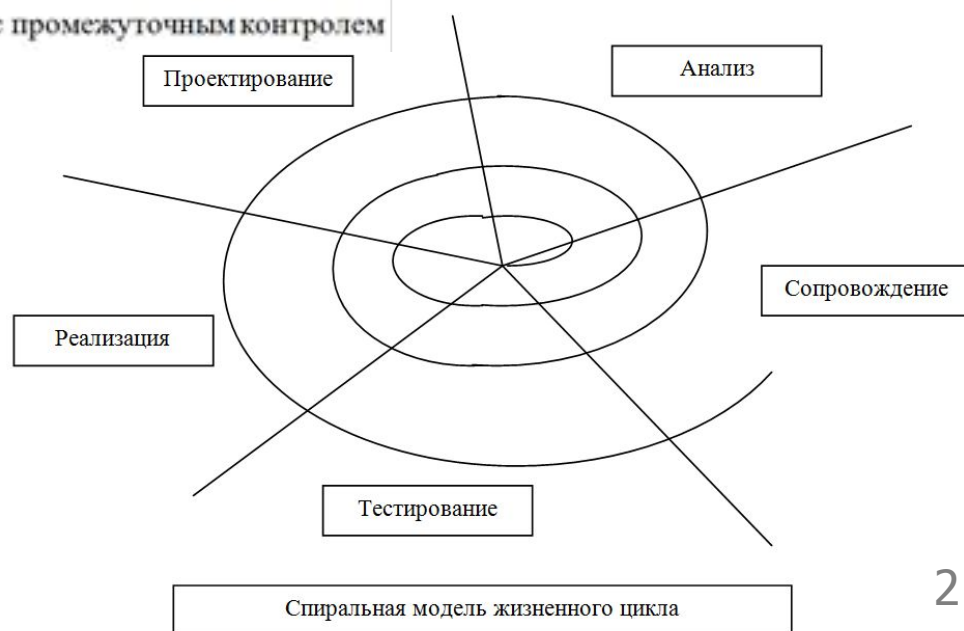 с промежуточным контролем
Проектирование
Анализ
Сопровождение
Реализация
Тестирование
Спиральная модель жизненного цикла
2